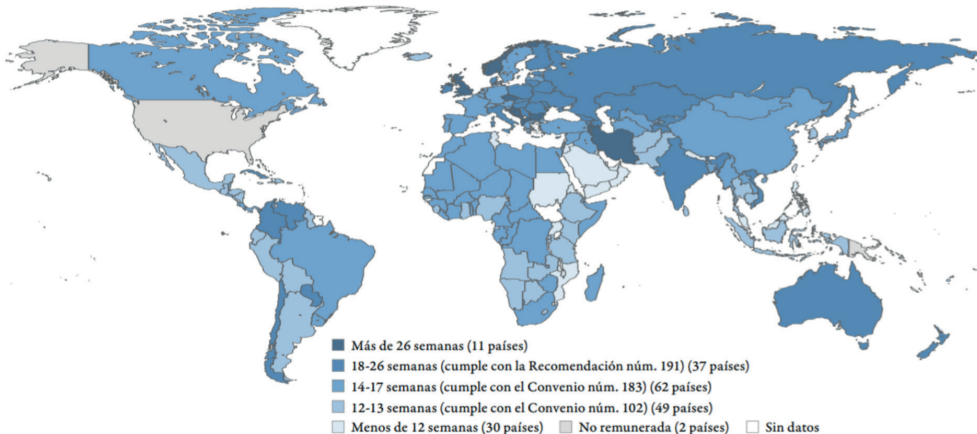 Más de 26 semanas (11 países)
18-26 semanas (cumple con la Recomendación núm. 191) (37 países)
14-17 semanas (cumple con el Convenio núm. 183) (62 países)
12-13 semanas (cumple con el Convenio núm. 102) (49 países)
Menos de 12 semanas (30 países) No remunerada (2 países) Sin datos